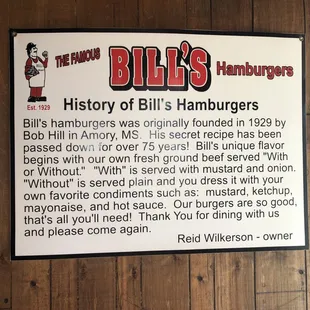 THE FAMOUS BILL'S Hamburgers
Est. 1929
History of Bill's Hamburgers
Bill's hamburgers was originally founded in 1929 by
Bob Hill in Amory, MS. His secret recipe has been
passed down for over 75 years! Bill's unique flavor
begins with our own fresh ground beef served "With
or Without." "With" is served with mustard and onion.
"Without" is served plain and you dress it with your
own favorite condiments such as: mustard, ketchup,
mayonaise, and hot sauce. Our burgers are so good,
that's all you'll need! Thank You for dining with us
and please come again.
Reid Wilkerson - owner